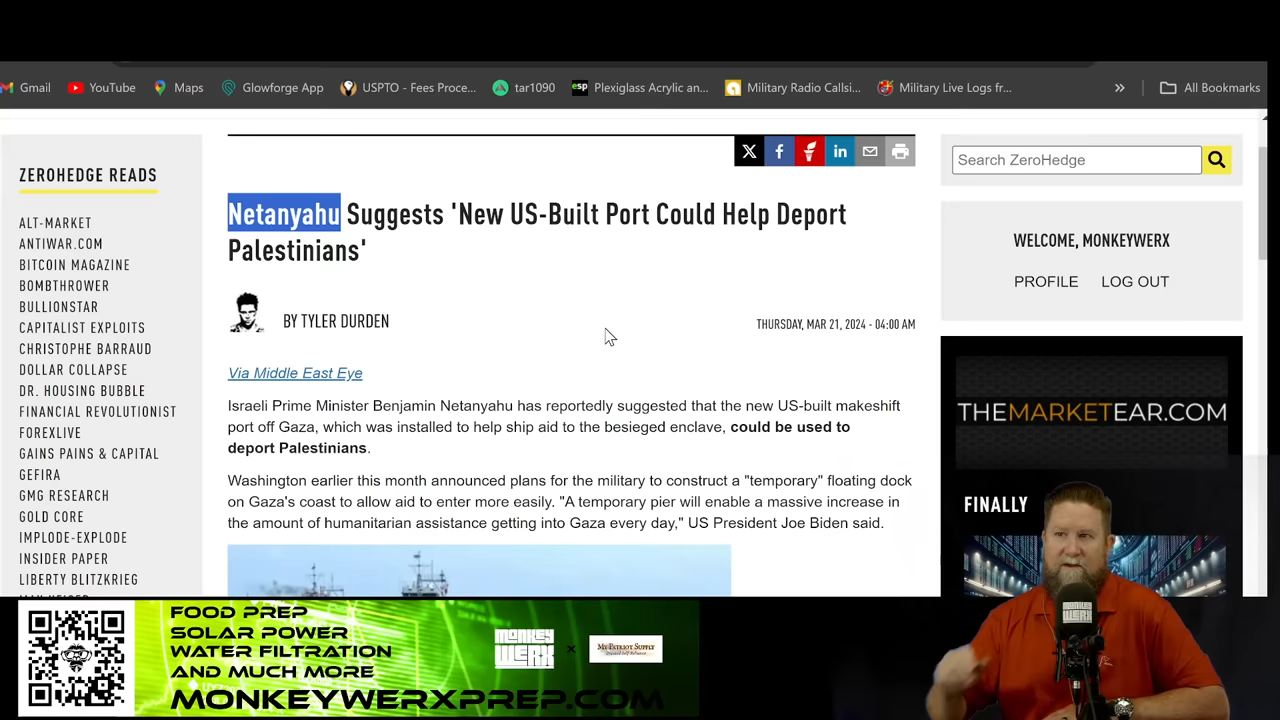 Gmail
YouTube
Maps
Glowforge App
USPTO - Fees Proce...
tar1090
esp
Plexiglass Acrylic an...
Military Radio Callsi...
Military Live Logs fr...
»
All Bookmarks
ZEROHEDGE READS
ALT-MARKET
ANTIWAR.COM
BITCOIN MAGAZINE
BOMBTHROWER
BULLIONSTAR
CAPITALIST EXPLOITS
CHRISTOPHE BARRAUD
DOLLAR COLLAPSE
DR. HOUSING BUBBLE
FINANCIAL REVOLUTIONIST
FOREXLIVE
GAINS PAINS & CAPITAL
GEFIRA
GMG RESEARCH
GOLD CORE
IMPLODE-EXPLODE
INSIDER PAPER
LIBERTY BLITZKRIEG
Netanyahu Suggests 'New US-Built Port Could Help Deport
Palestinians'
BY TYLER DURDEN
THURSDAY, MAR 21, 2024 - 04:00 AM
Via Middle East Eye
Israeli Prime Minister Benjamin Netanyahu has reportedly suggested that the new US-built makeshift
port off Gaza, which was installed to help ship aid to the besieged enclave, could be used to
deport Palestinians.
Washington earlier this month announced plans for the military to construct a "temporary" floating dock
on Gaza's coast to allow aid to enter more easily. "A temporary pier will enable a massive increase in
the amount of humanitarian assistance getting into Gaza every day," US President Joe Biden said.
Search ZeroHedge
WELCOME, MONKEYWERX
PROFILE
LOG OUT
THEMARKETEAR.COM
FINALLY
FOOD PREP
SOLAR POWER
WATER FILTRATION
AND MUCH MORE
MONKEYWERXPREP.COM
MONKEY
WERX
×
MY PATRIOT SUPPLY
MONKEY
WERX